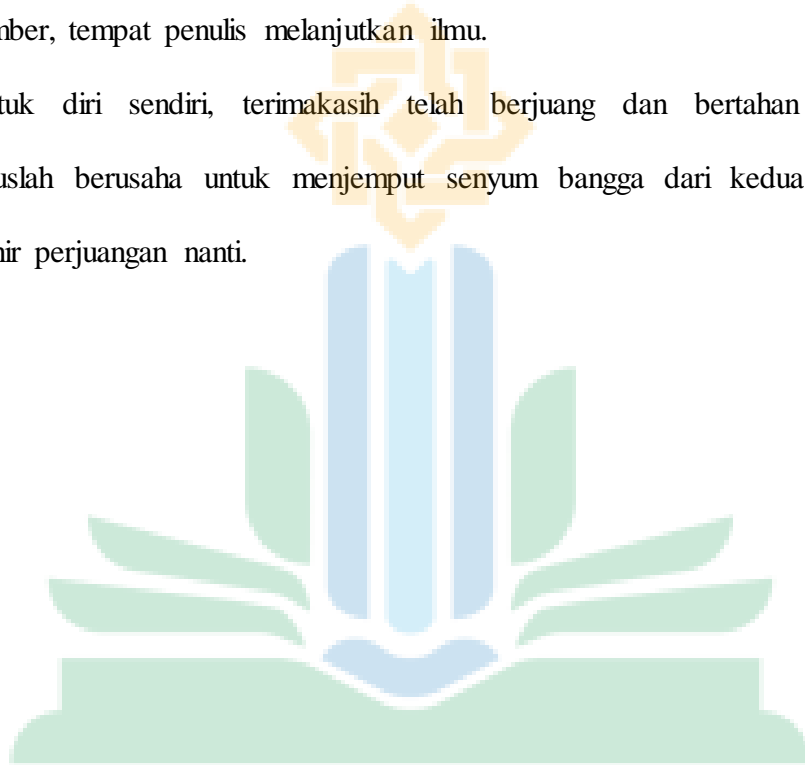 mber, tempat penulis melanjutkan ilmu.
tuk diri sendiri, terimakasih telah berjuang dan bertahan
uslah berusaha untuk menjemput senyum bangga dari kedua
hir perjuangan nanti.